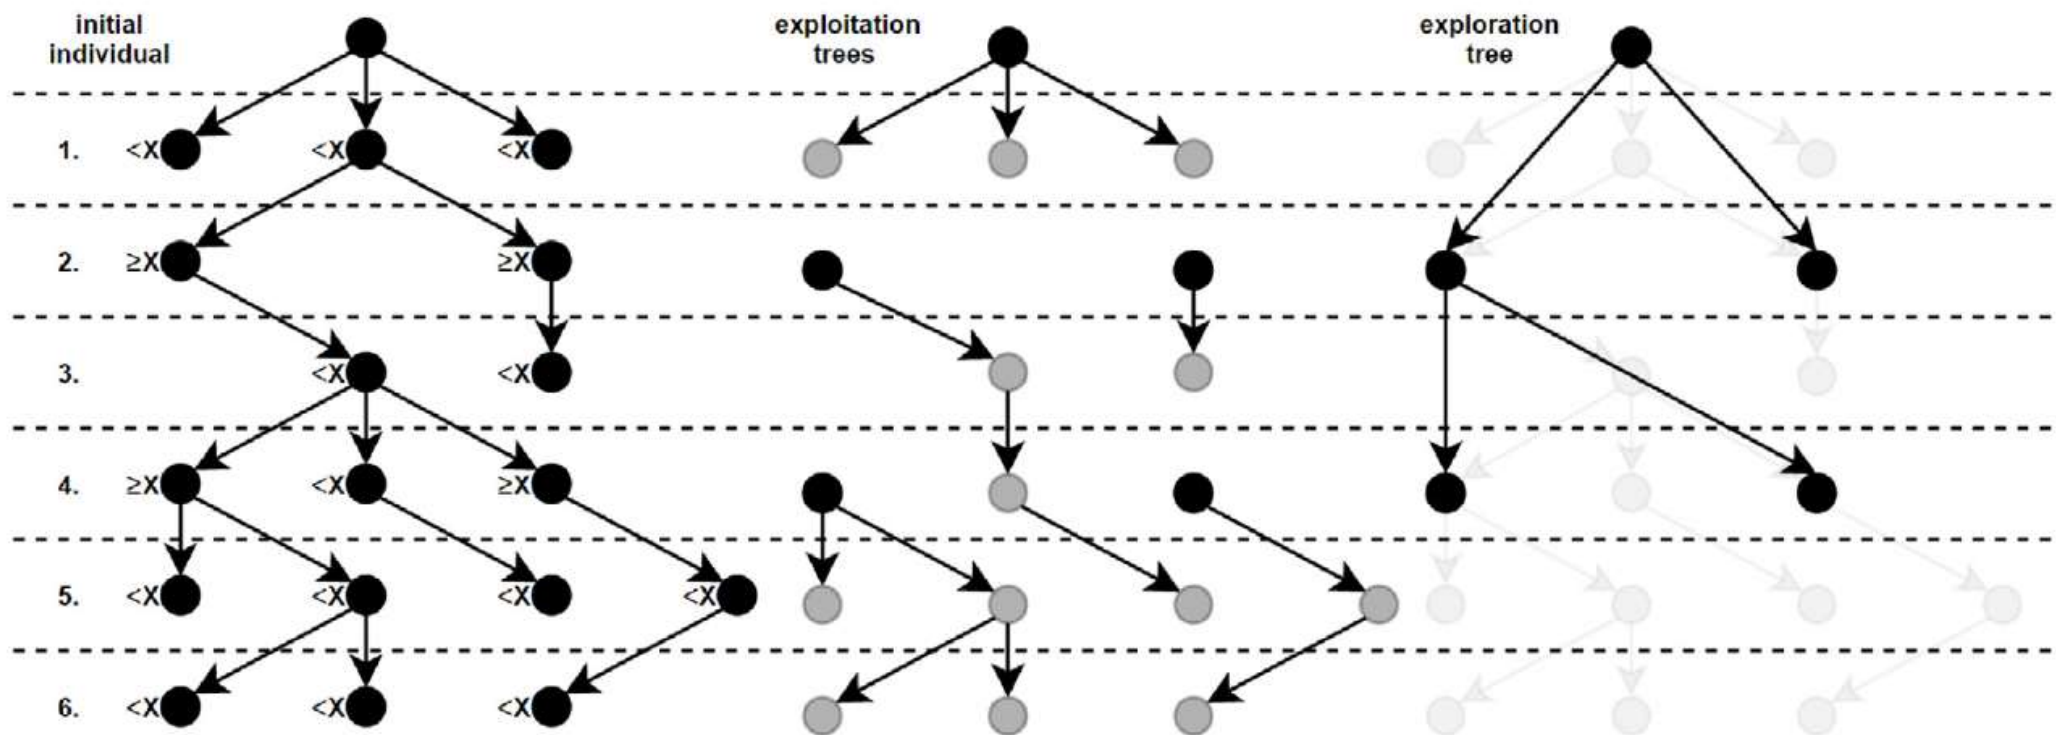 initial
individual
exploitation
trees
exploration
tree
1. <X <X <X
2. ≥X ≥X
3. <X <X
4. ≥X <X ≥X
5. <X <X <X <X
6. <X <X <X